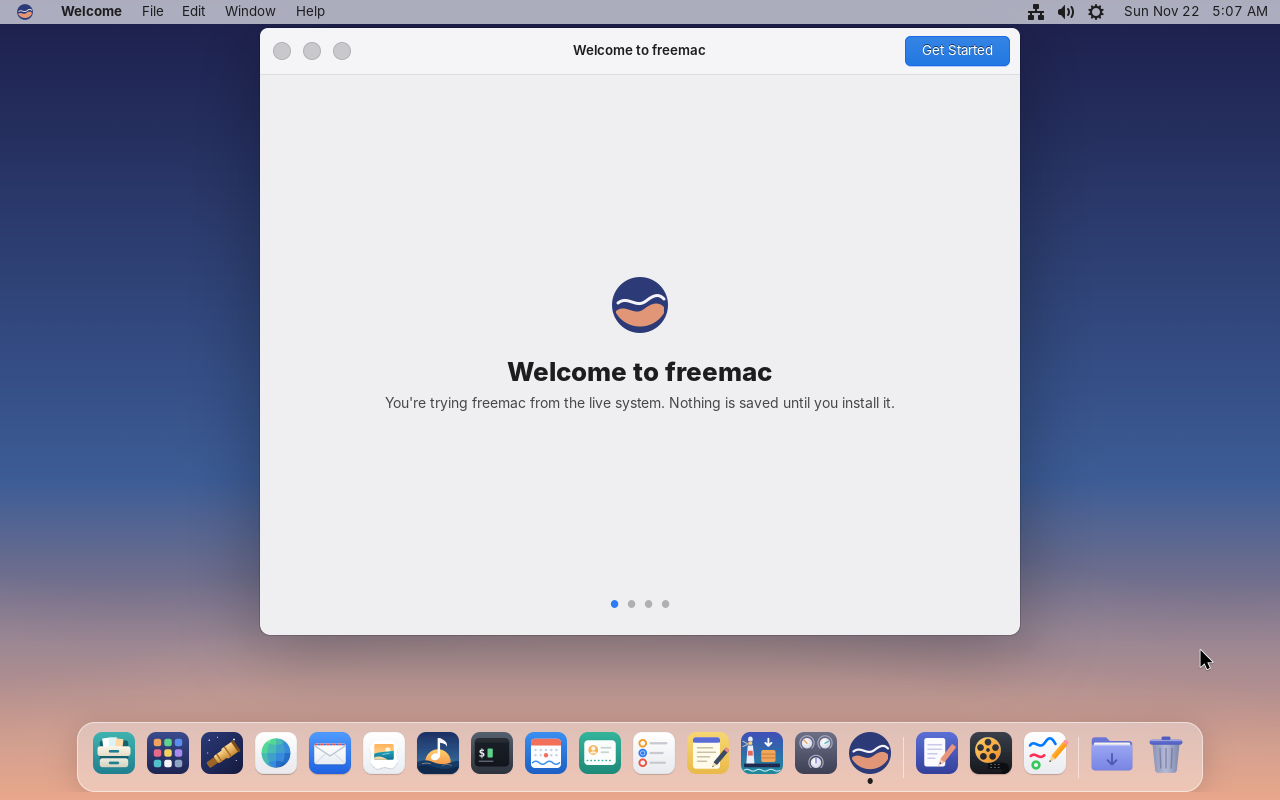 Welcome File Edit Window Help Sun Nov 22 5:07 AM
Welcome to freemac
Get Started
Welcome to freemac
You're trying freemac from the live system. Nothing is saved until you install it.
$